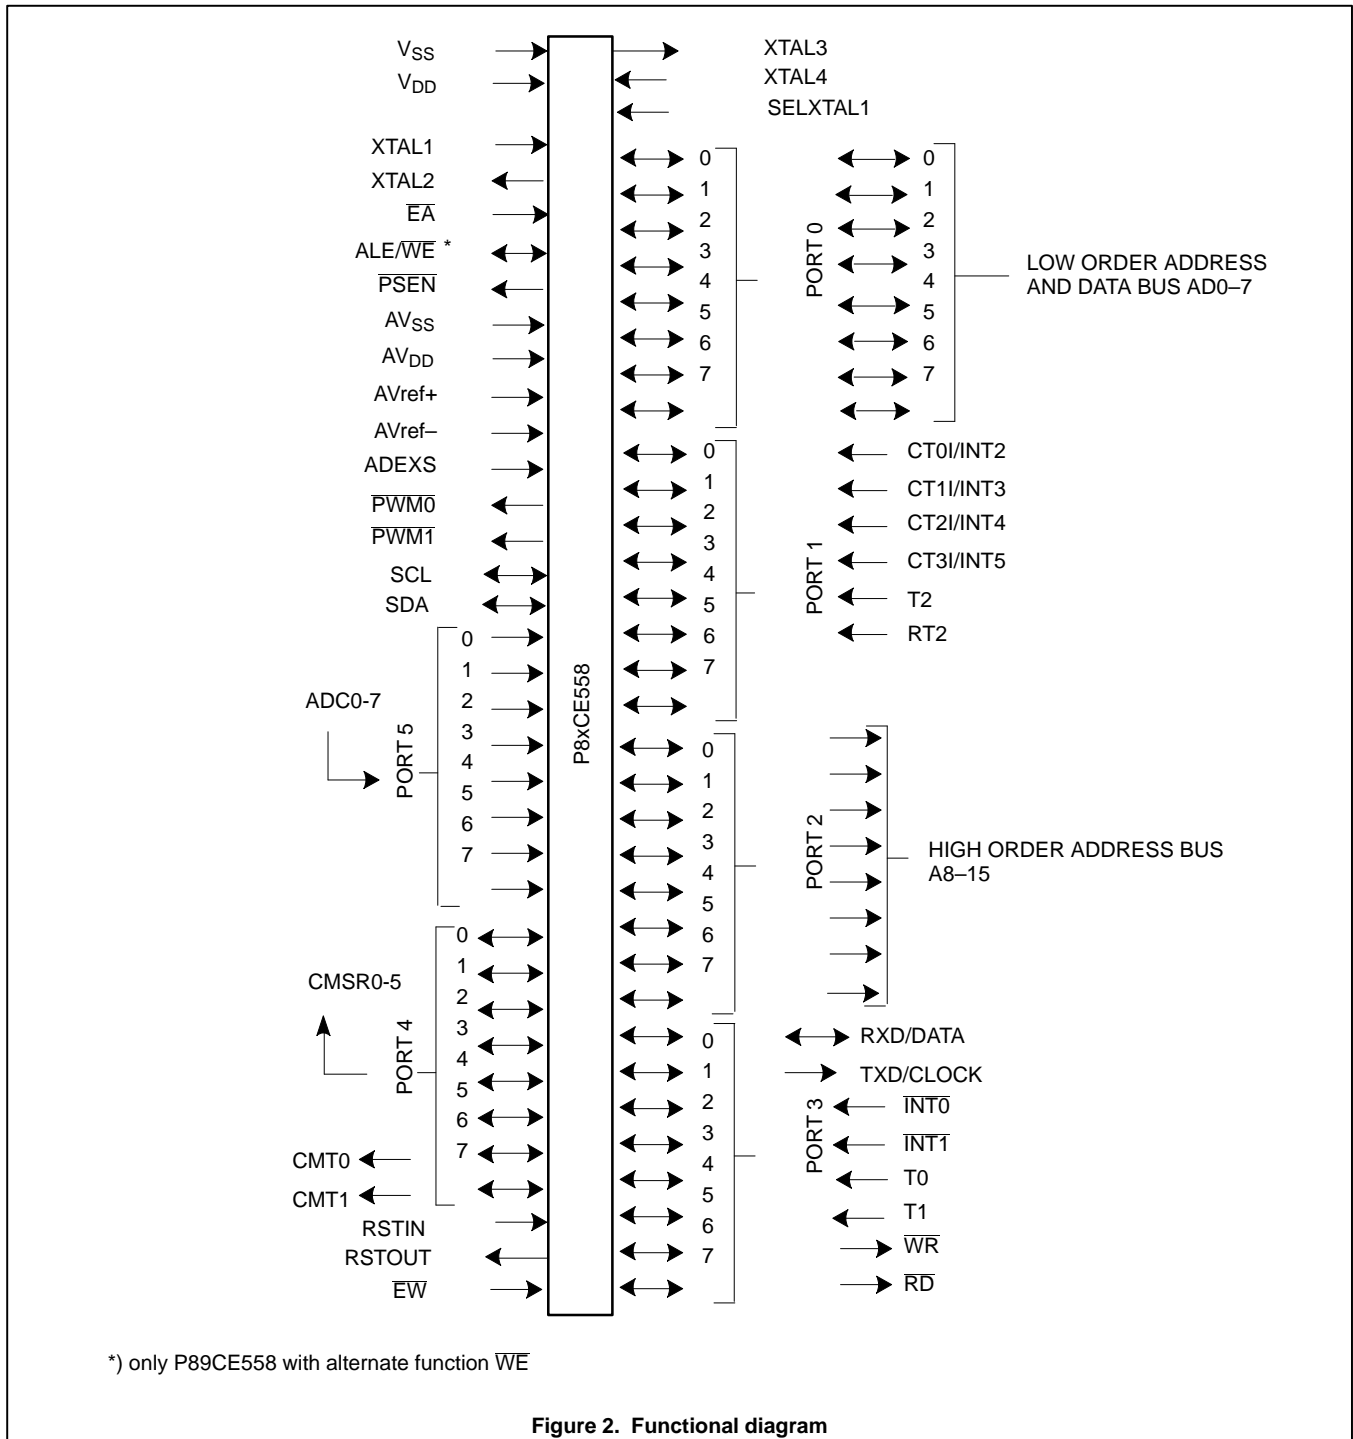 VSS
VDD
XTAL1
XTAL2
EA
ALE/WE *
PSEN
AVSS
AVDD
AVref+
AVref–
ADEXS
PWM0
PWM1
SCL
SDA
ADC0-7
PORT 5
0
1
2
3
4
5
6
7
CMSR0-5
PORT 4
0
1
2
3
4
5
6
7
CMT0
CMT1
RSTIN
RSTOUT
EW
P8xCE558
XTAL3
XTAL4
SELXTAL1
0
1
2
3
4
5
6
7
PORT 0
0
1
2
3
4
5
6
7
LOW ORDER ADDRESS
AND DATA BUS AD0–7
0
1
2
3
4
5
6
7
PORT 1
CT0I/INT2
CT1I/INT3
CT2I/INT4
CT3I/INT5
T2
RT2
0
1
2
3
4
5
6
7
PORT 2
HIGH ORDER ADDRESS BUS
A8–15
0
1
2
3
4
5
6
7
PORT 3
RXD/DATA
TXD/CLOCK
INT0
INT1
T0
T1
WR
RD
*) only P89CE558 with alternate function WE
Figure 2. Functional diagram